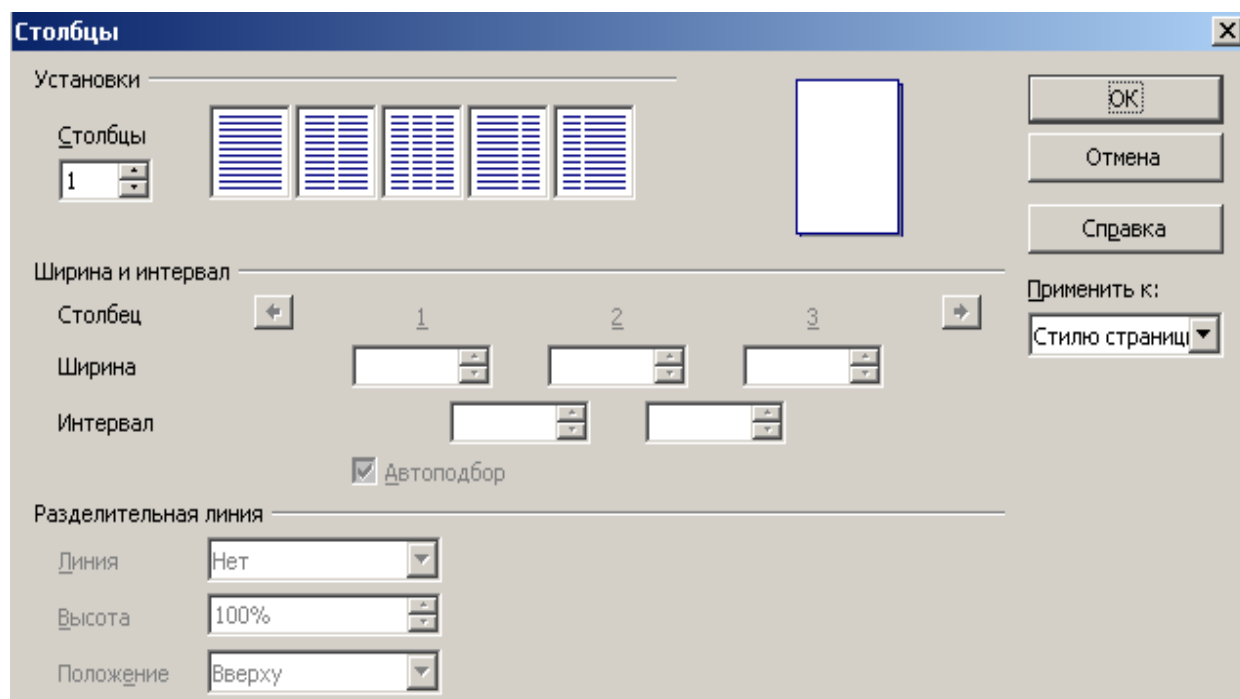 Столбцы
Установки
Столбцы
1
OK
Отмена
Справка
Ширина и интервал
Применить к:
Столбец 1 2 3
Стилю страниц
Ширина
Интервал
Автоподбор
Разделительная линия
Линия Нет
Высота 100%
Положение Вверху